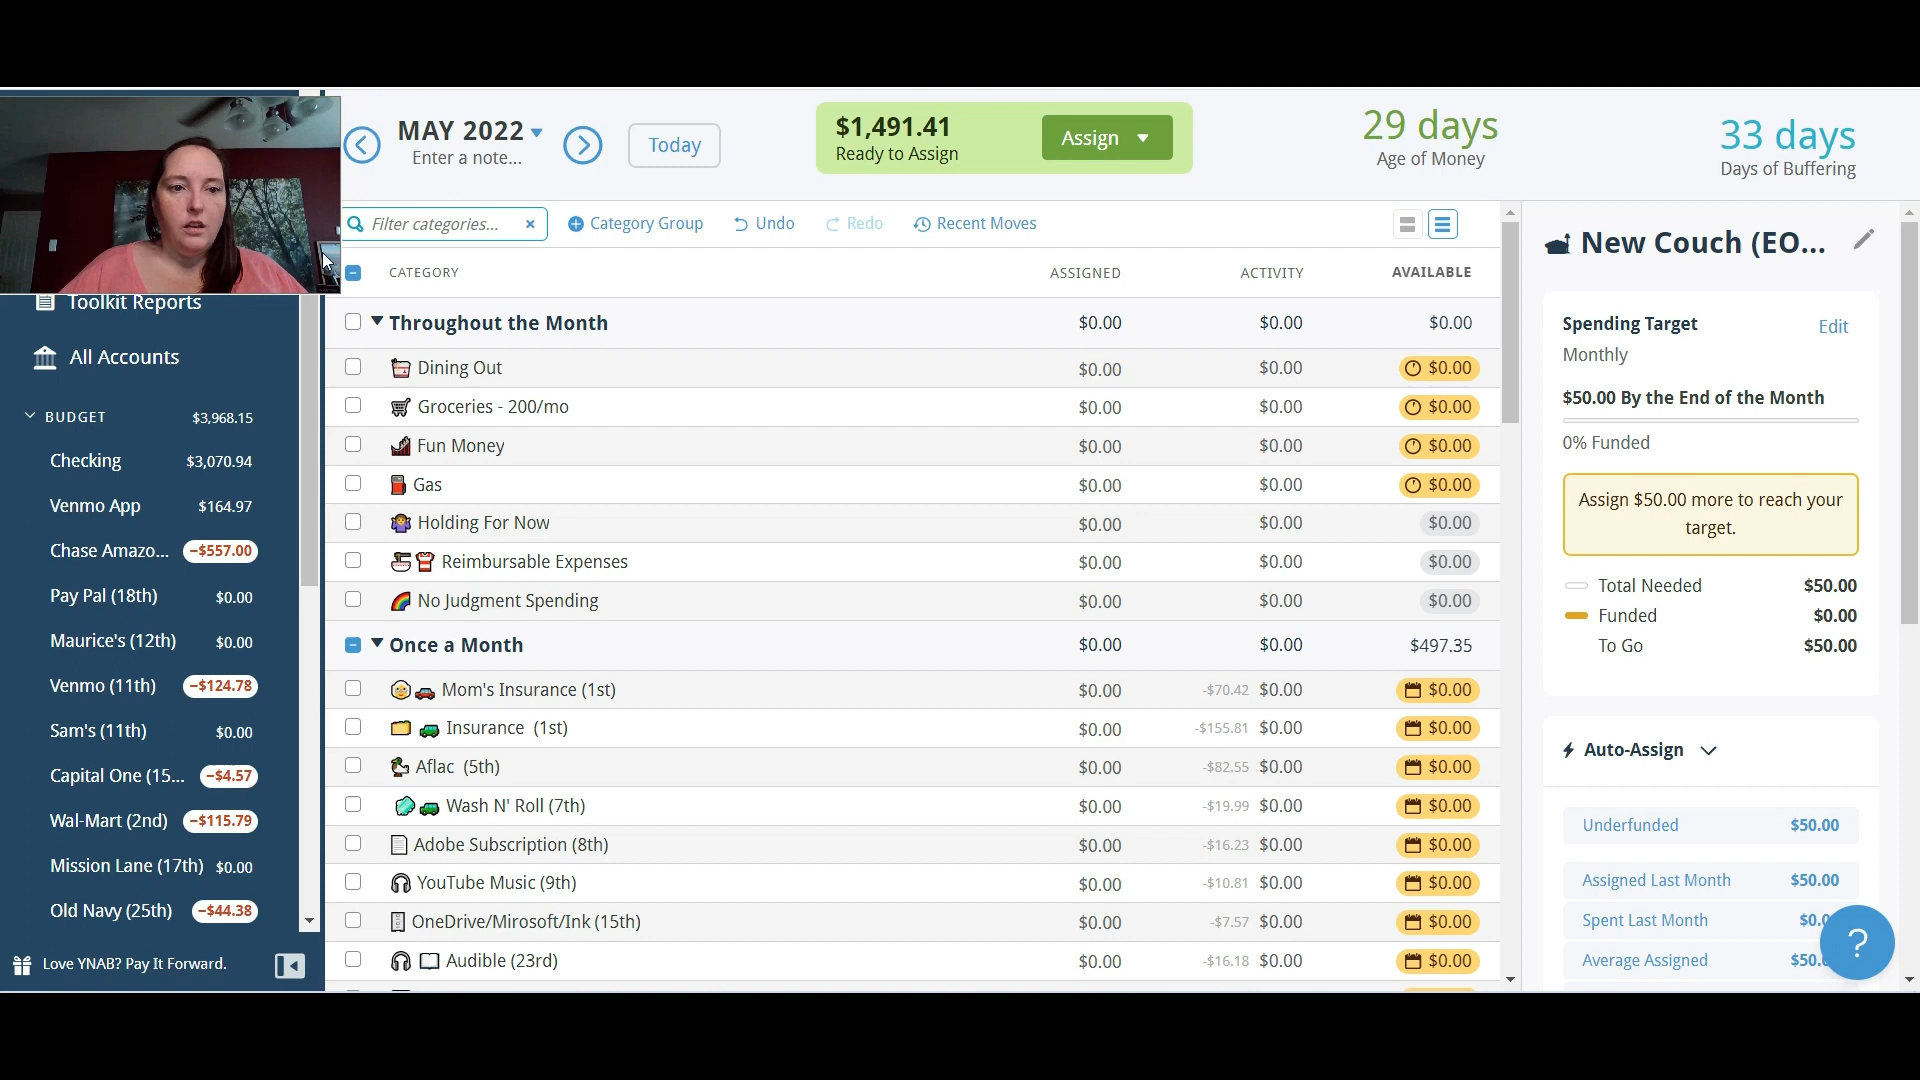 MAY 2022
Enter a note...
Today
$1,491.41
Ready to Assign
Assign
29 days
Age of Money
33 days
Days of Buffering
Filter categories...
Category Group
Undo
Redo
Recent Moves
CATEGORY ASSIGNED ACTIVITY AVAILABLE
Throughout the Month $0.00 $0.00 $0.00
Dining Out $0.00 $0.00 $0.00
Groceries - 200/mo $0.00 $0.00 $0.00
Fun Money $0.00 $0.00 $0.00
Gas $0.00 $0.00 $0.00
Holding For Now $0.00 $0.00 $0.00
Reimbursable Expenses $0.00 $0.00 $0.00
No Judgment Spending $0.00 $0.00 $0.00
Once a Month $0.00 $0.00 $497.35
Mom's Insurance (1st) $0.00 -$70.42 $0.00 $0.00
Insurance (1st) $0.00 -$155.81 $0.00 $0.00
Aflac (5th) $0.00 -$82.55 $0.00 $0.00
Wash N' Roll (7th) $0.00 -$19.99 $0.00 $0.00
Adobe Subscription (8th) $0.00 -$16.23 $0.00 $0.00
YouTube Music (9th) $0.00 -$10.81 $0.00 $0.00
OneDrive/Mirosoft/Ink (15th) $0.00 -$7.57 $0.00 $0.00
Audible (23rd) $0.00 -$16.18 $0.00 $0.00
Toolkit Reports
All Accounts
BUDGET $3,968.15
Checking $3,070.94
Venmo App $164.97
Chase Amazo... −$557.00
Pay Pal (18th) $0.00
Maurice's (12th) $0.00
Venmo (11th) −$124.78
Sam's (11th) $0.00
Capital One (15... −$4.57
Wal-Mart (2nd) −$115.79
Mission Lane (17th) $0.00
Old Navy (25th) −$44.38
Love YNAB? Pay It Forward.
New Couch (EO...
Spending Target Edit
Monthly
$50.00 By the End of the Month
0% Funded
Assign $50.00 more to reach your
target.
Total Needed $50.00
Funded $0.00
To Go $50.00
Auto-Assign
Underfunded $50.00
Assigned Last Month $50.00
Spent Last Month $0.0
Average Assigned $50.
?